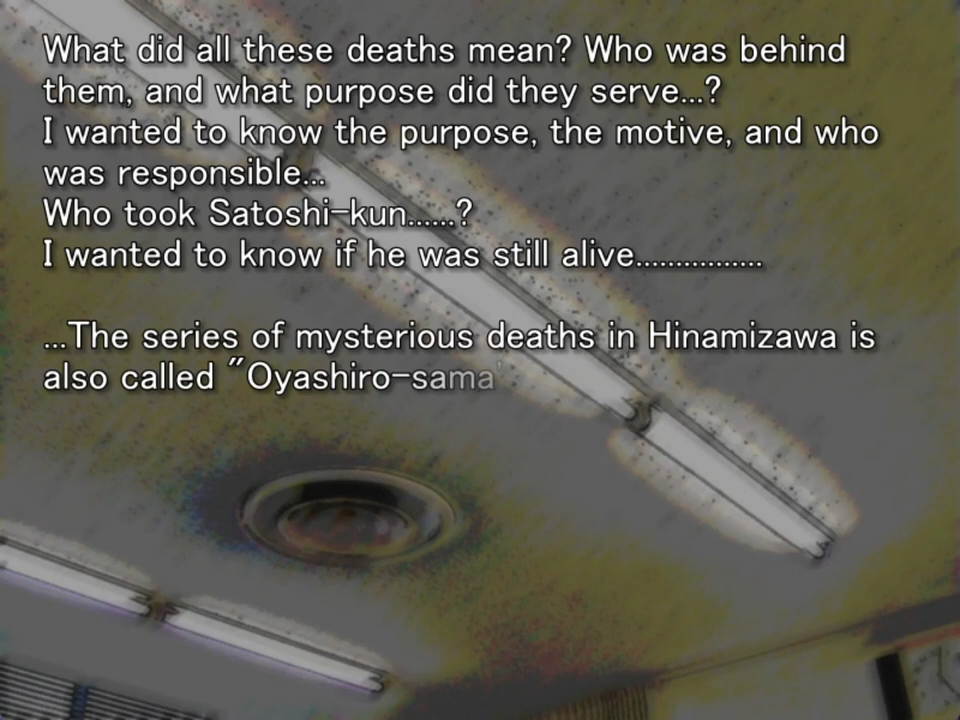 What did all these deaths mean? Who was behind
them, and what purpose did they serve...?
I wanted to know the purpose, the motive, and who
was responsible...
Who took Satoshi-kun......?
I wanted to know if he was still alive................
...The series of mysterious deaths in Hinamizawa is
also called "Oyashiro-sama'